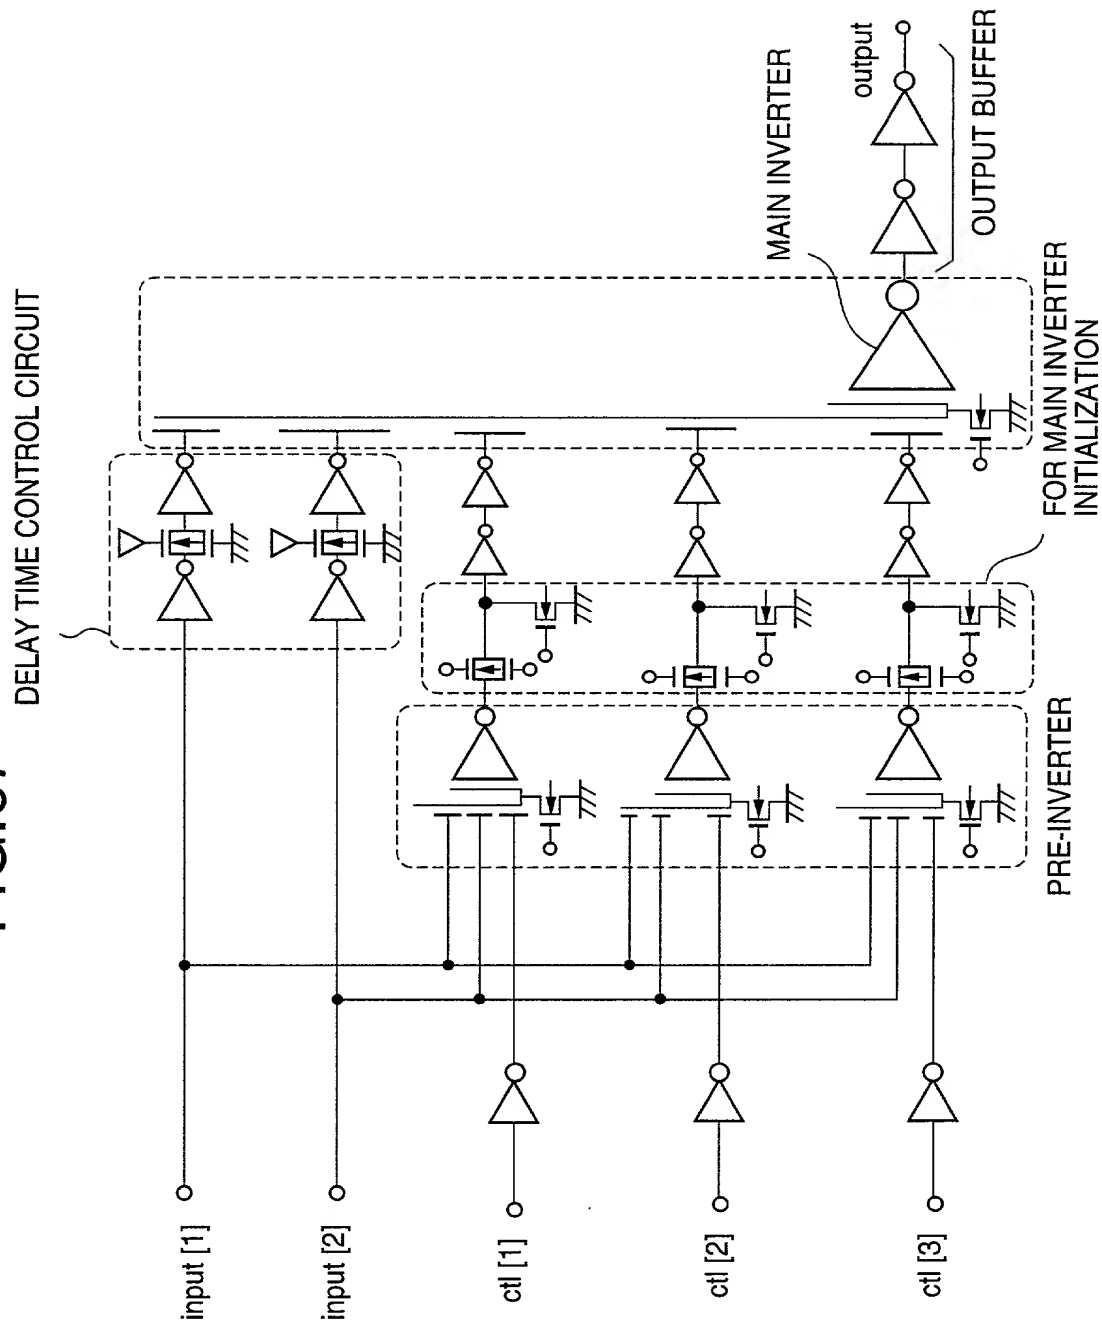 DELAY TIME CONTROL CIRCUIT
MAIN INVERTER
output
OUTPUT BUFFER
FOR MAIN INVERTER
INITIALIZATION
PRE-INVERTER
input [1]
input [2]
ctl [1]
ctl [2]
ctl [3]